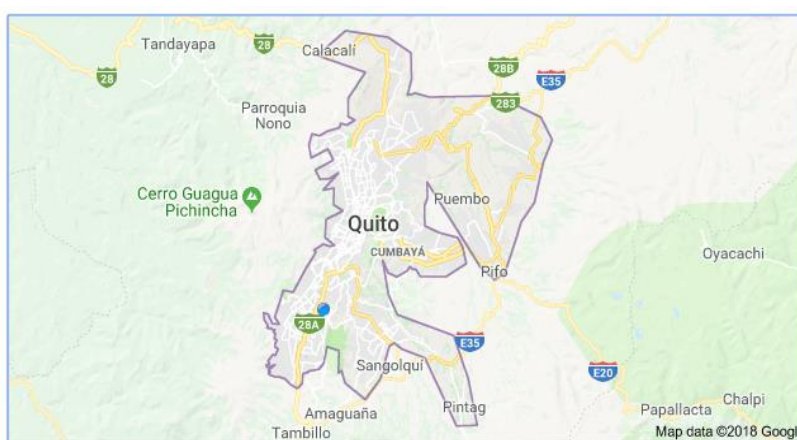 28
Calacalí
Tandayapa
28B
28
E35
283
Parroquia
Nono
Cerro Guagua
Pichincha
Puembo
Quito
CUMBAYÁ
Oyacachi
Pifo
28A
E35
Sangolquí
E20
Amaguaña
Pintag
Chalpi
Papallacta
Tambillo
Map data ©2018 Googl